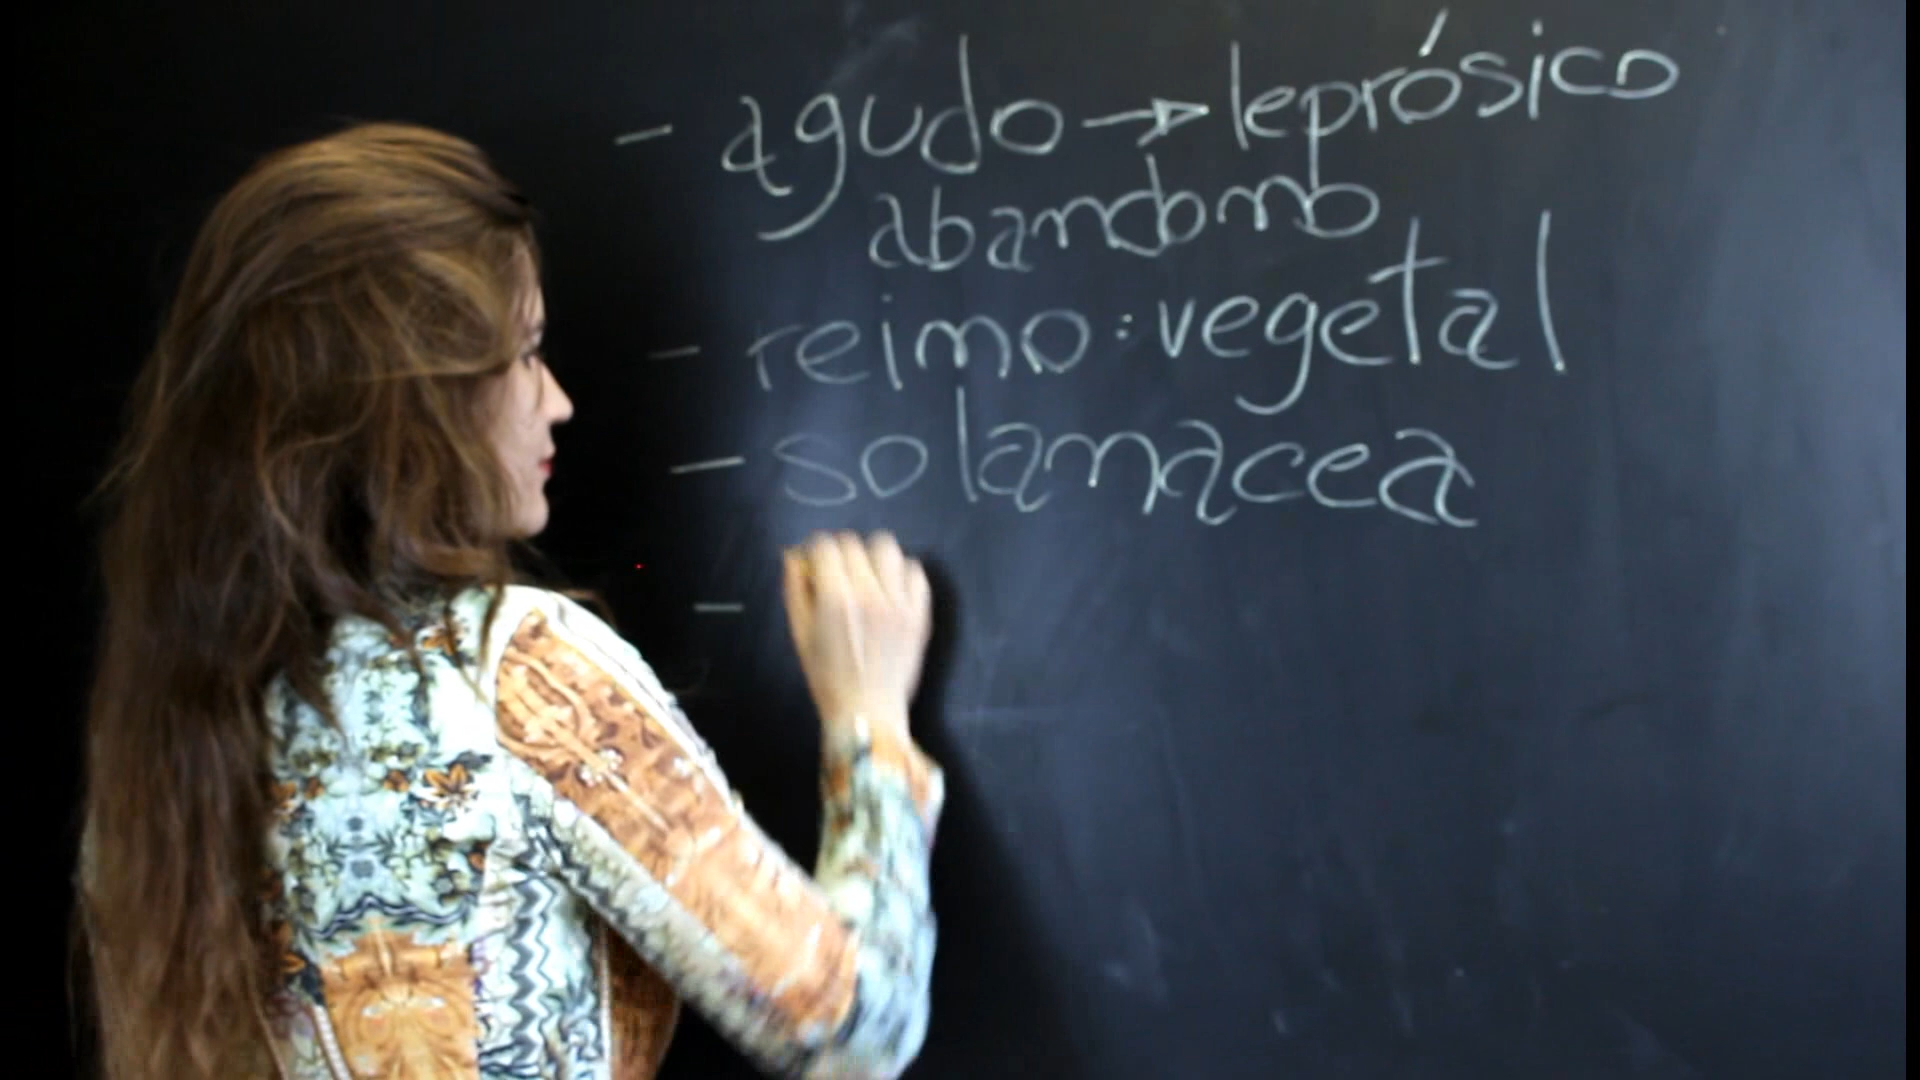 - agudo → leprósico
abandono
- reino: vegetal
- solanacea
-